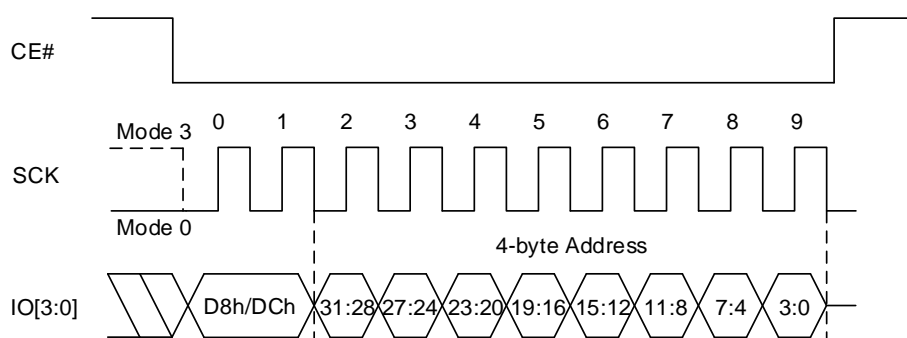 CE#
0 1 2 3 4 5 6 7 8 9
Mode 3
SCK
Mode 0
4-byte Address
IO[3:0] D8h/DCh 31:28 27:24 23:20 19:16 15:12 11:8 7:4 3:0